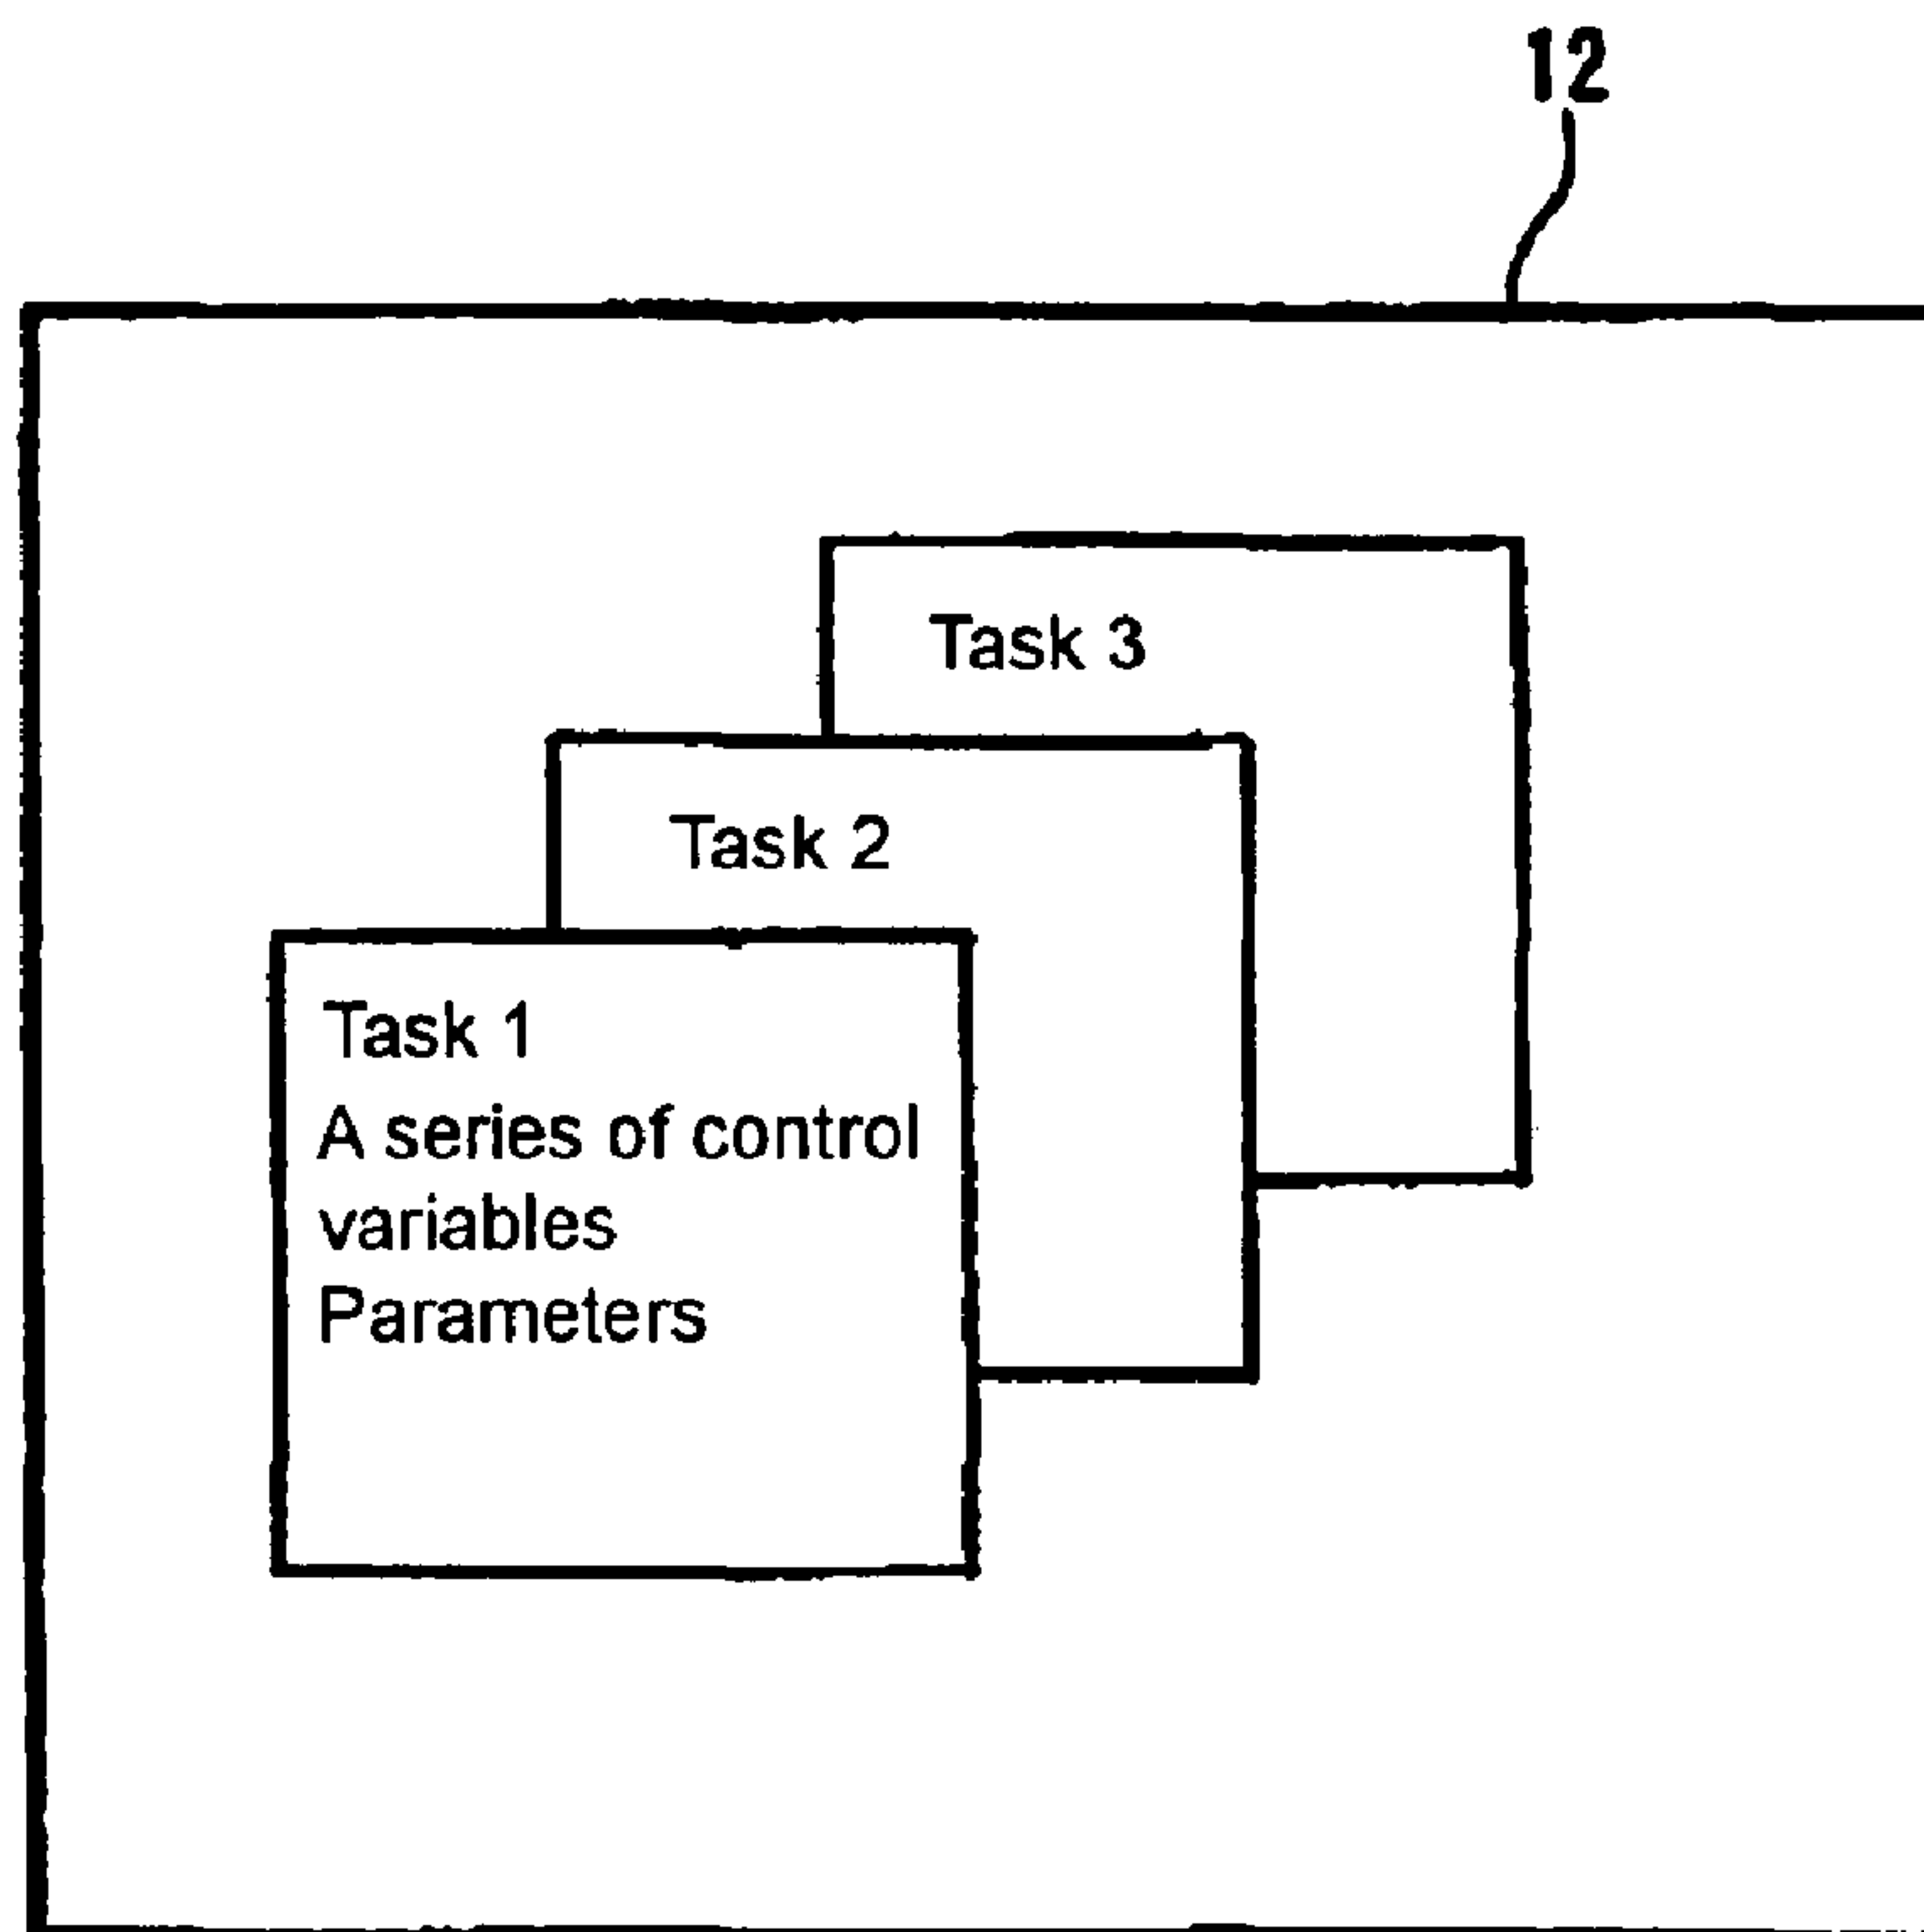 12
Task 3
Task 2
Task 1
A series of control
variables
Parameters